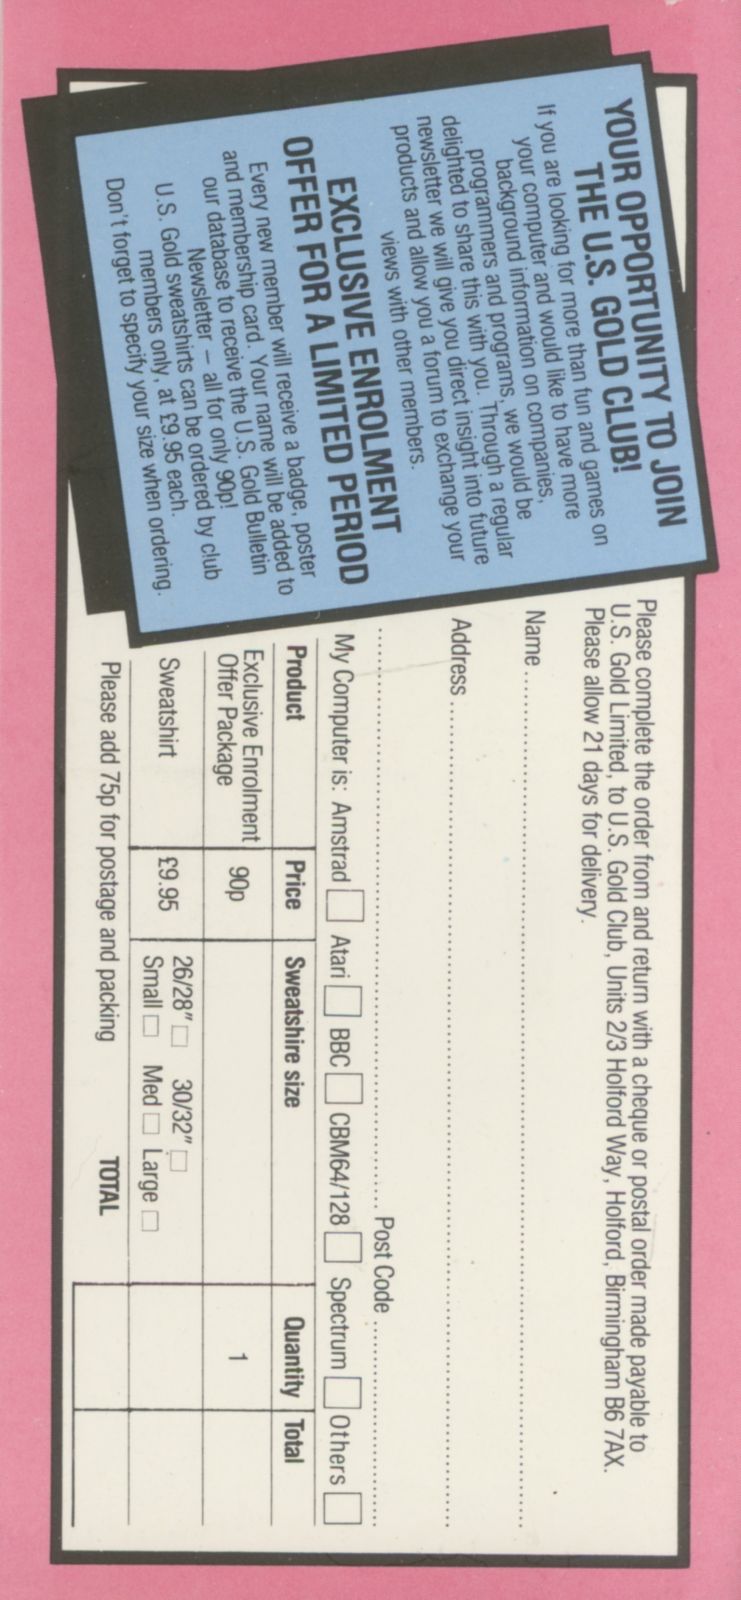 YOUR OPPORTUNITY TO JOIN
THE U.S. GOLD CLUB!
If you are looking for more than fun and games on
your computer and would like to have more
background information on companies,
programmers and programs, we would be
delighted to share this with you. Through a regular
newsletter we will give you direct insight into future
products and allow you a forum to exchange your
views with other members.
EXCLUSIVE ENROLMENT
OFFER FOR A LIMITED PERIOD
Every new member will receive a badge, poster
and membership card. Your name will be added to
our database to receive the U.S. Gold Bulletin
Newsletter – all for only 90p!
U.S. Gold sweatshirts can be ordered by club
members only, at £9.95 each.
Don't forget to specify your size when ordering.
Please complete the order from and return with a cheque or postal order made payable to
U.S. Gold Limited, to U.S. Gold Club, Units 2/3 Holford Way, Holford, Birmingham B6 7AX.
Please allow 21 days for delivery.
Name
Address
Post Code
My Computer is: Amstrad Atari BBC CBM64/128 Spectrum Others
Product Price Sweatshire size Quantity Total
Exclusive Enrolment
Offer Package 90p 1
Sweatshirt £9.95 26/28" 30/32"
Small Med Large
Please add 75p for postage and packing TOTAL